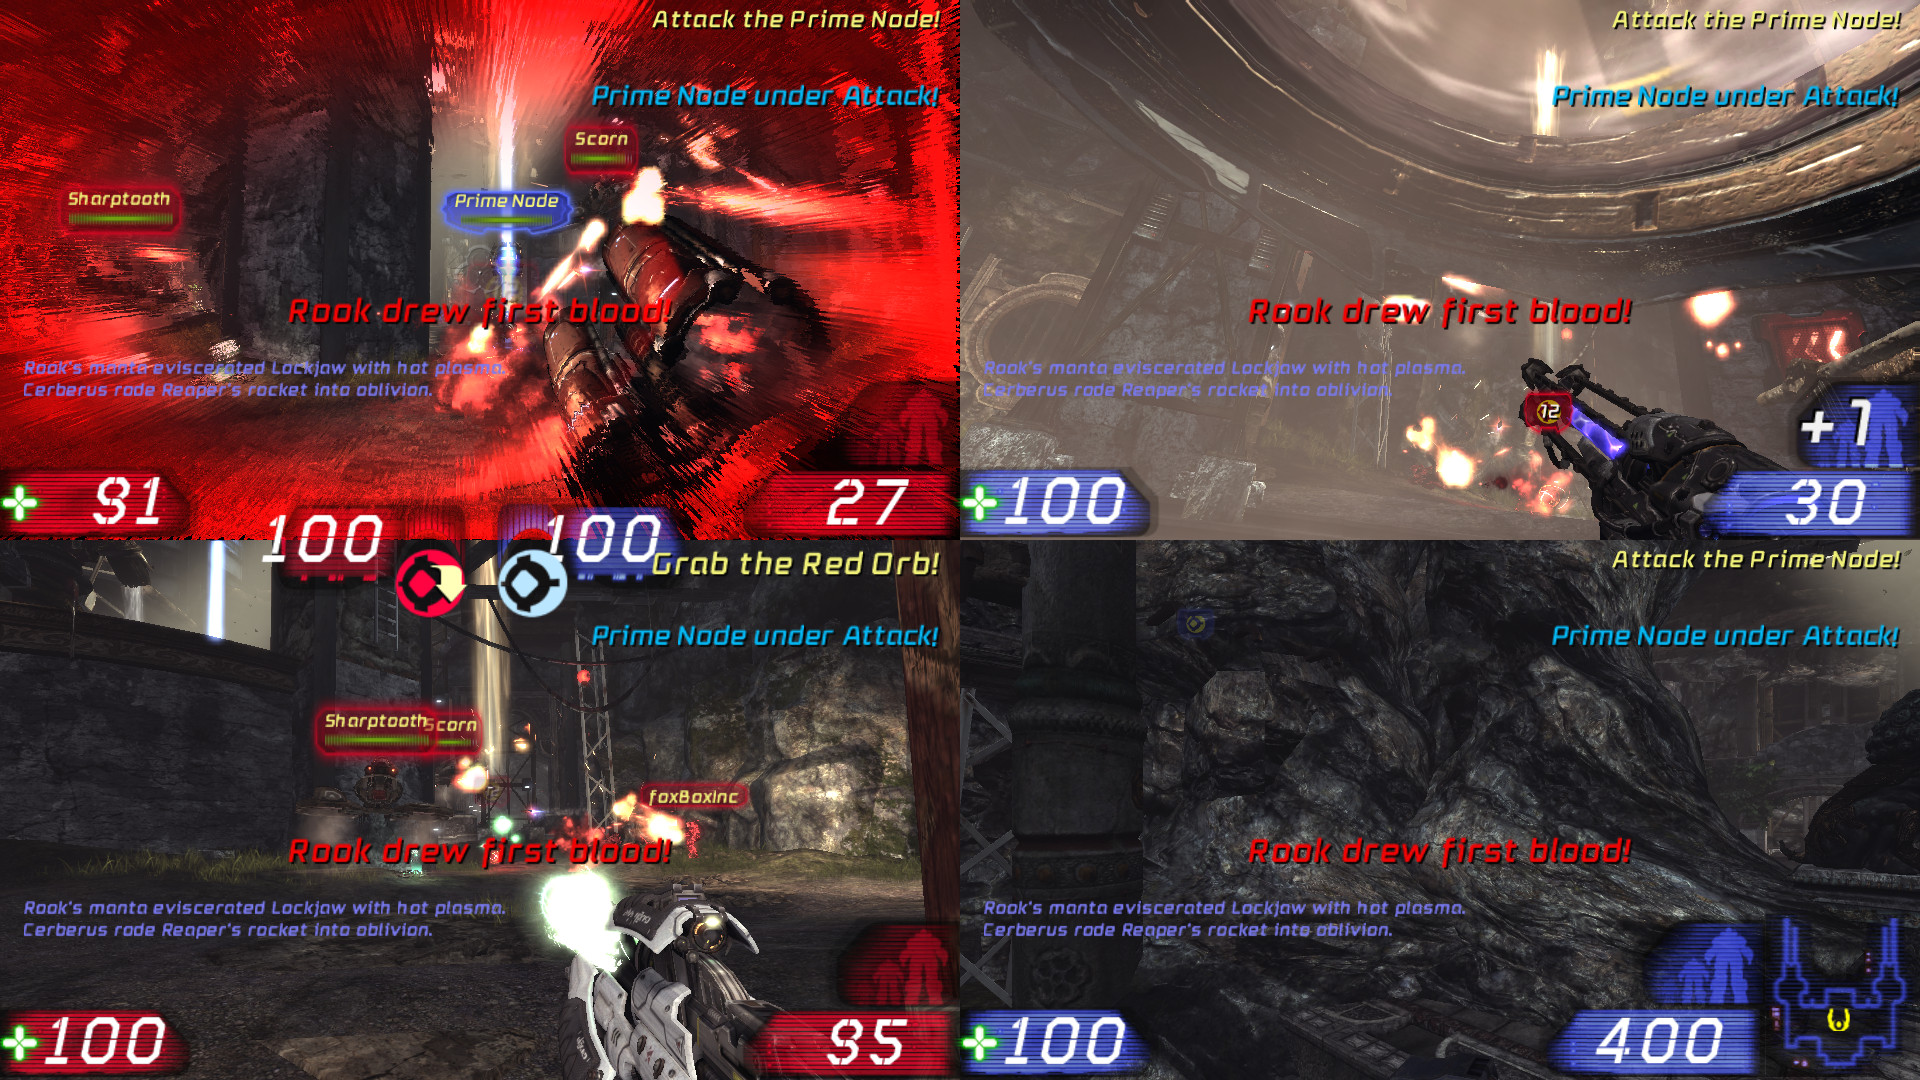 Attack the Prime Node!
Prime Node under Attack!
Scorn
Sharptooth
Prime Node
Rook drew first blood!
Rook's manta eviscerated Lockjaw with hot plasma.
Cerberus rode Reaper's rocket into oblivion.
81
27
Attack the Prime Node!
Prime Node under Attack!
Rook drew first blood!
Rook's manta eviscerated Lockjaw with hot plasma.
Cerberus rode Reaper's rocket into oblivion.
12
+1
100
30
100
100
Grab the Red Orb!
Prime Node under Attack!
Sharptooth
Scorn
foxBoxInc
Rook drew first blood!
Rook's manta eviscerated Lockjaw with hot plasma.
Cerberus rode Reaper's rocket into oblivion.
100
95
Attack the Prime Node!
Prime Node under Attack!
Rook drew first blood!
Rook's manta eviscerated Lockjaw with hot plasma.
Cerberus rode Reaper's rocket into oblivion.
100
400